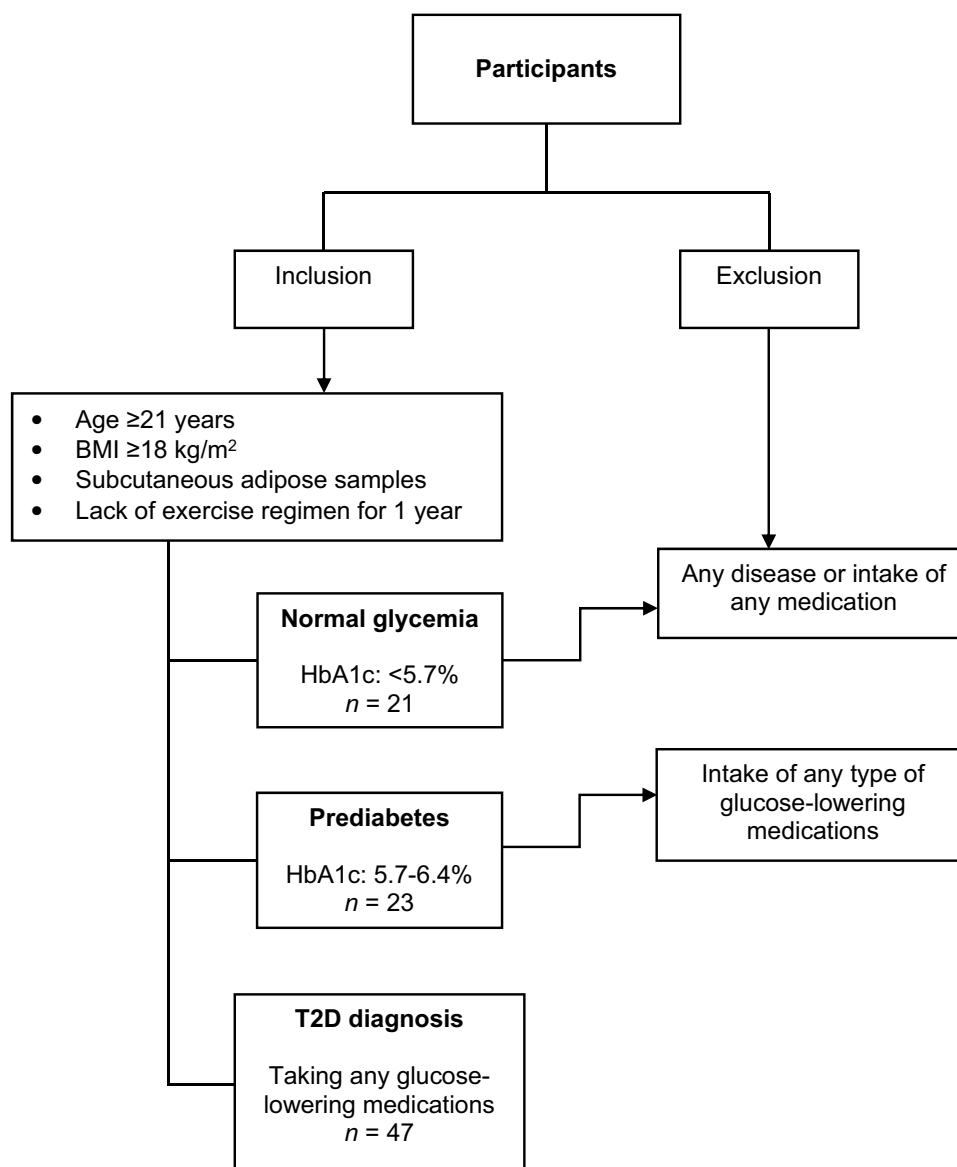 Participants
Inclusion
Exclusion
• Age ≥21 years
• BMI ≥18 kg/m²
• Subcutaneous adipose samples
• Lack of exercise regimen for 1 year
Any disease or intake of
any medication
Normal glycemia
HbA1c: <5.7%
n = 21
Intake of any type of
glucose-lowering
medications
Prediabetes
HbA1c: 5.7-6.4%
n = 23
T2D diagnosis
Taking any glucose-
lowering medications
n = 47